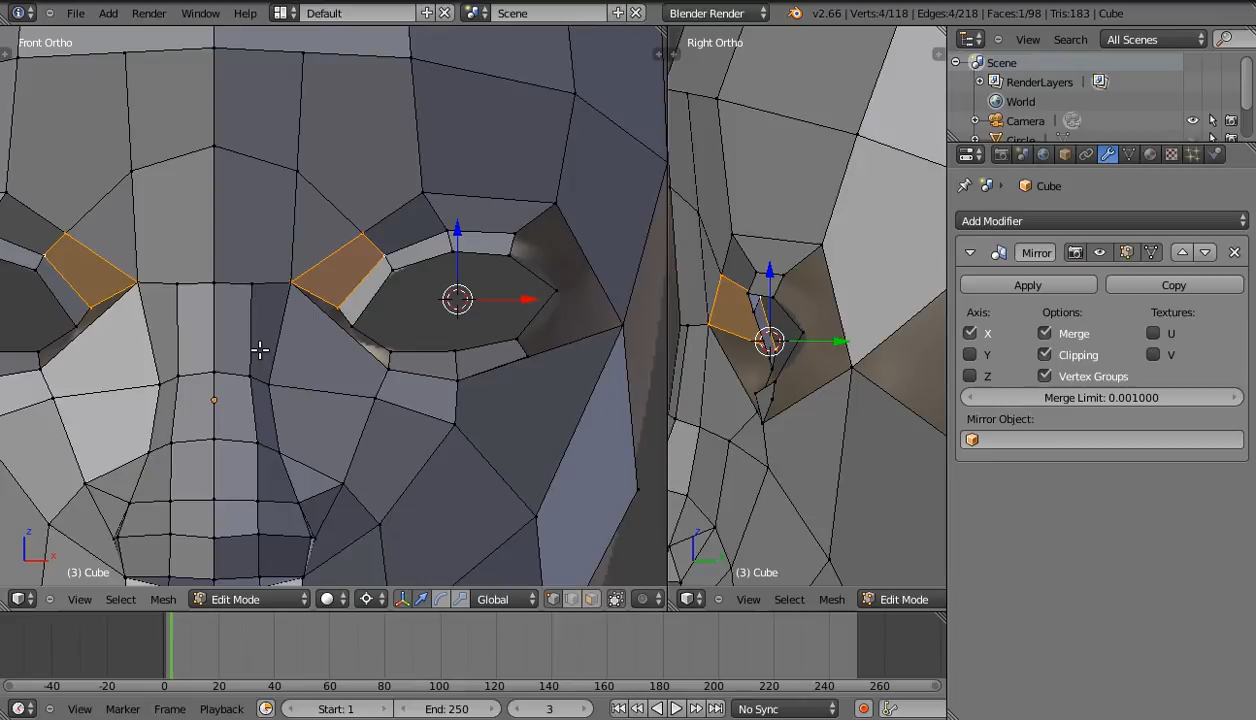 File Add Render Window Help Default Scene Blender Render v2.66 | Verts:4/118 | Edges:4/218 | Faces:1/98 | Tris:183 | Cube
Front Ortho
Right Ortho
View Search All Scenes
Scene
RenderLayers
World
Camera
Circle
Cube
Add Modifier
Mirror
Apply Copy
Axis: Options: Textures:
X Merge U
Y Clipping V
Z Vertex Groups
Merge Limit: 0.001000
Mirror Object:
z
x
(3) Cube
z
y
(3) Cube
View Select Mesh Edit Mode Global
View Select Mesh Edit Mode
-40 -20 0 20 40 60 80 100 120 140 160 180 200 220 240 260
View Marker Frame Playback Start: 1 End: 250 3 No Sync